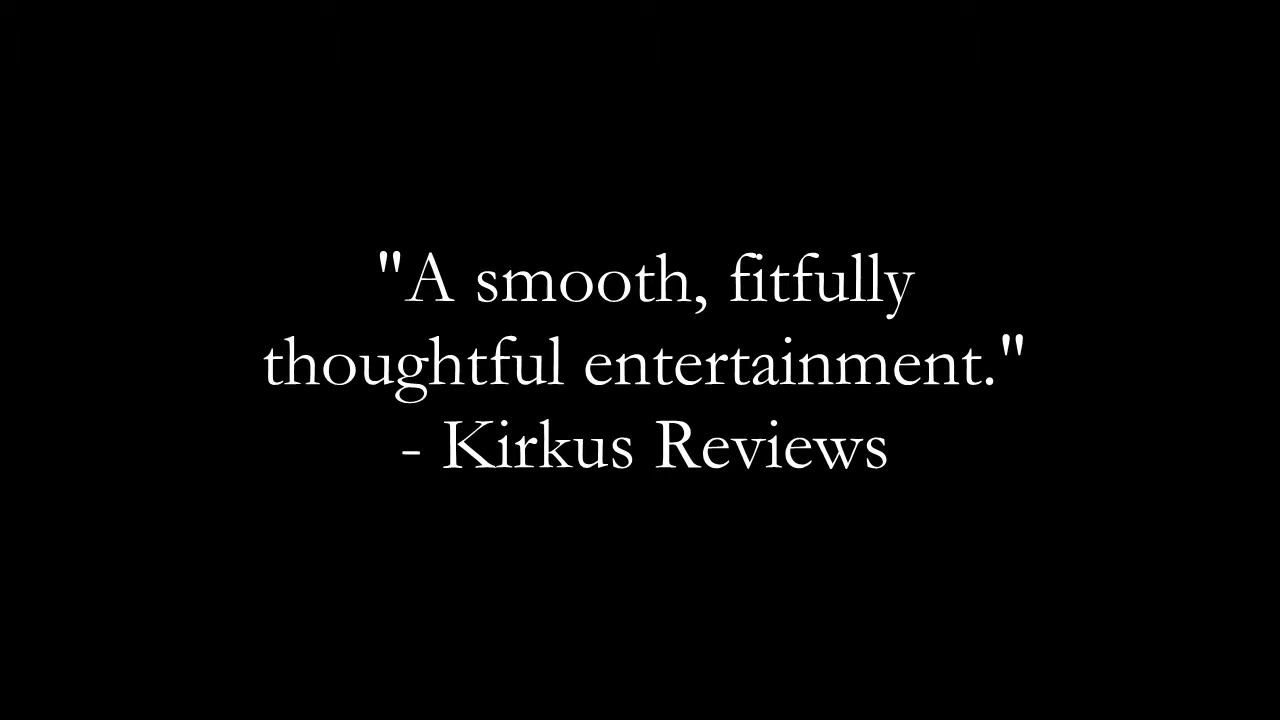 "A smooth, fitfully
thoughtful entertainment."
- Kirkus Reviews